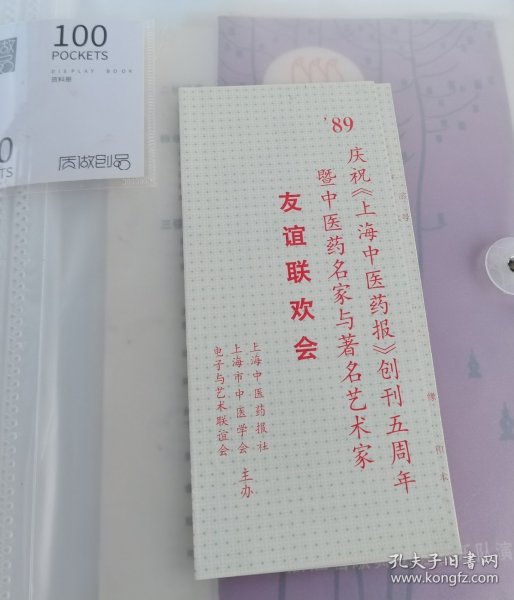 100
POCKETS
DISPLAY BOOK
资料册
质做创品
'89
庆祝《上海中医药报》创刊五周年
暨中医药名家与著名艺术家
友谊联欢会
上海中医药报社
上海市中医学会
电子与艺术联谊会
主办
孔夫子旧书网
www.kongfz.com